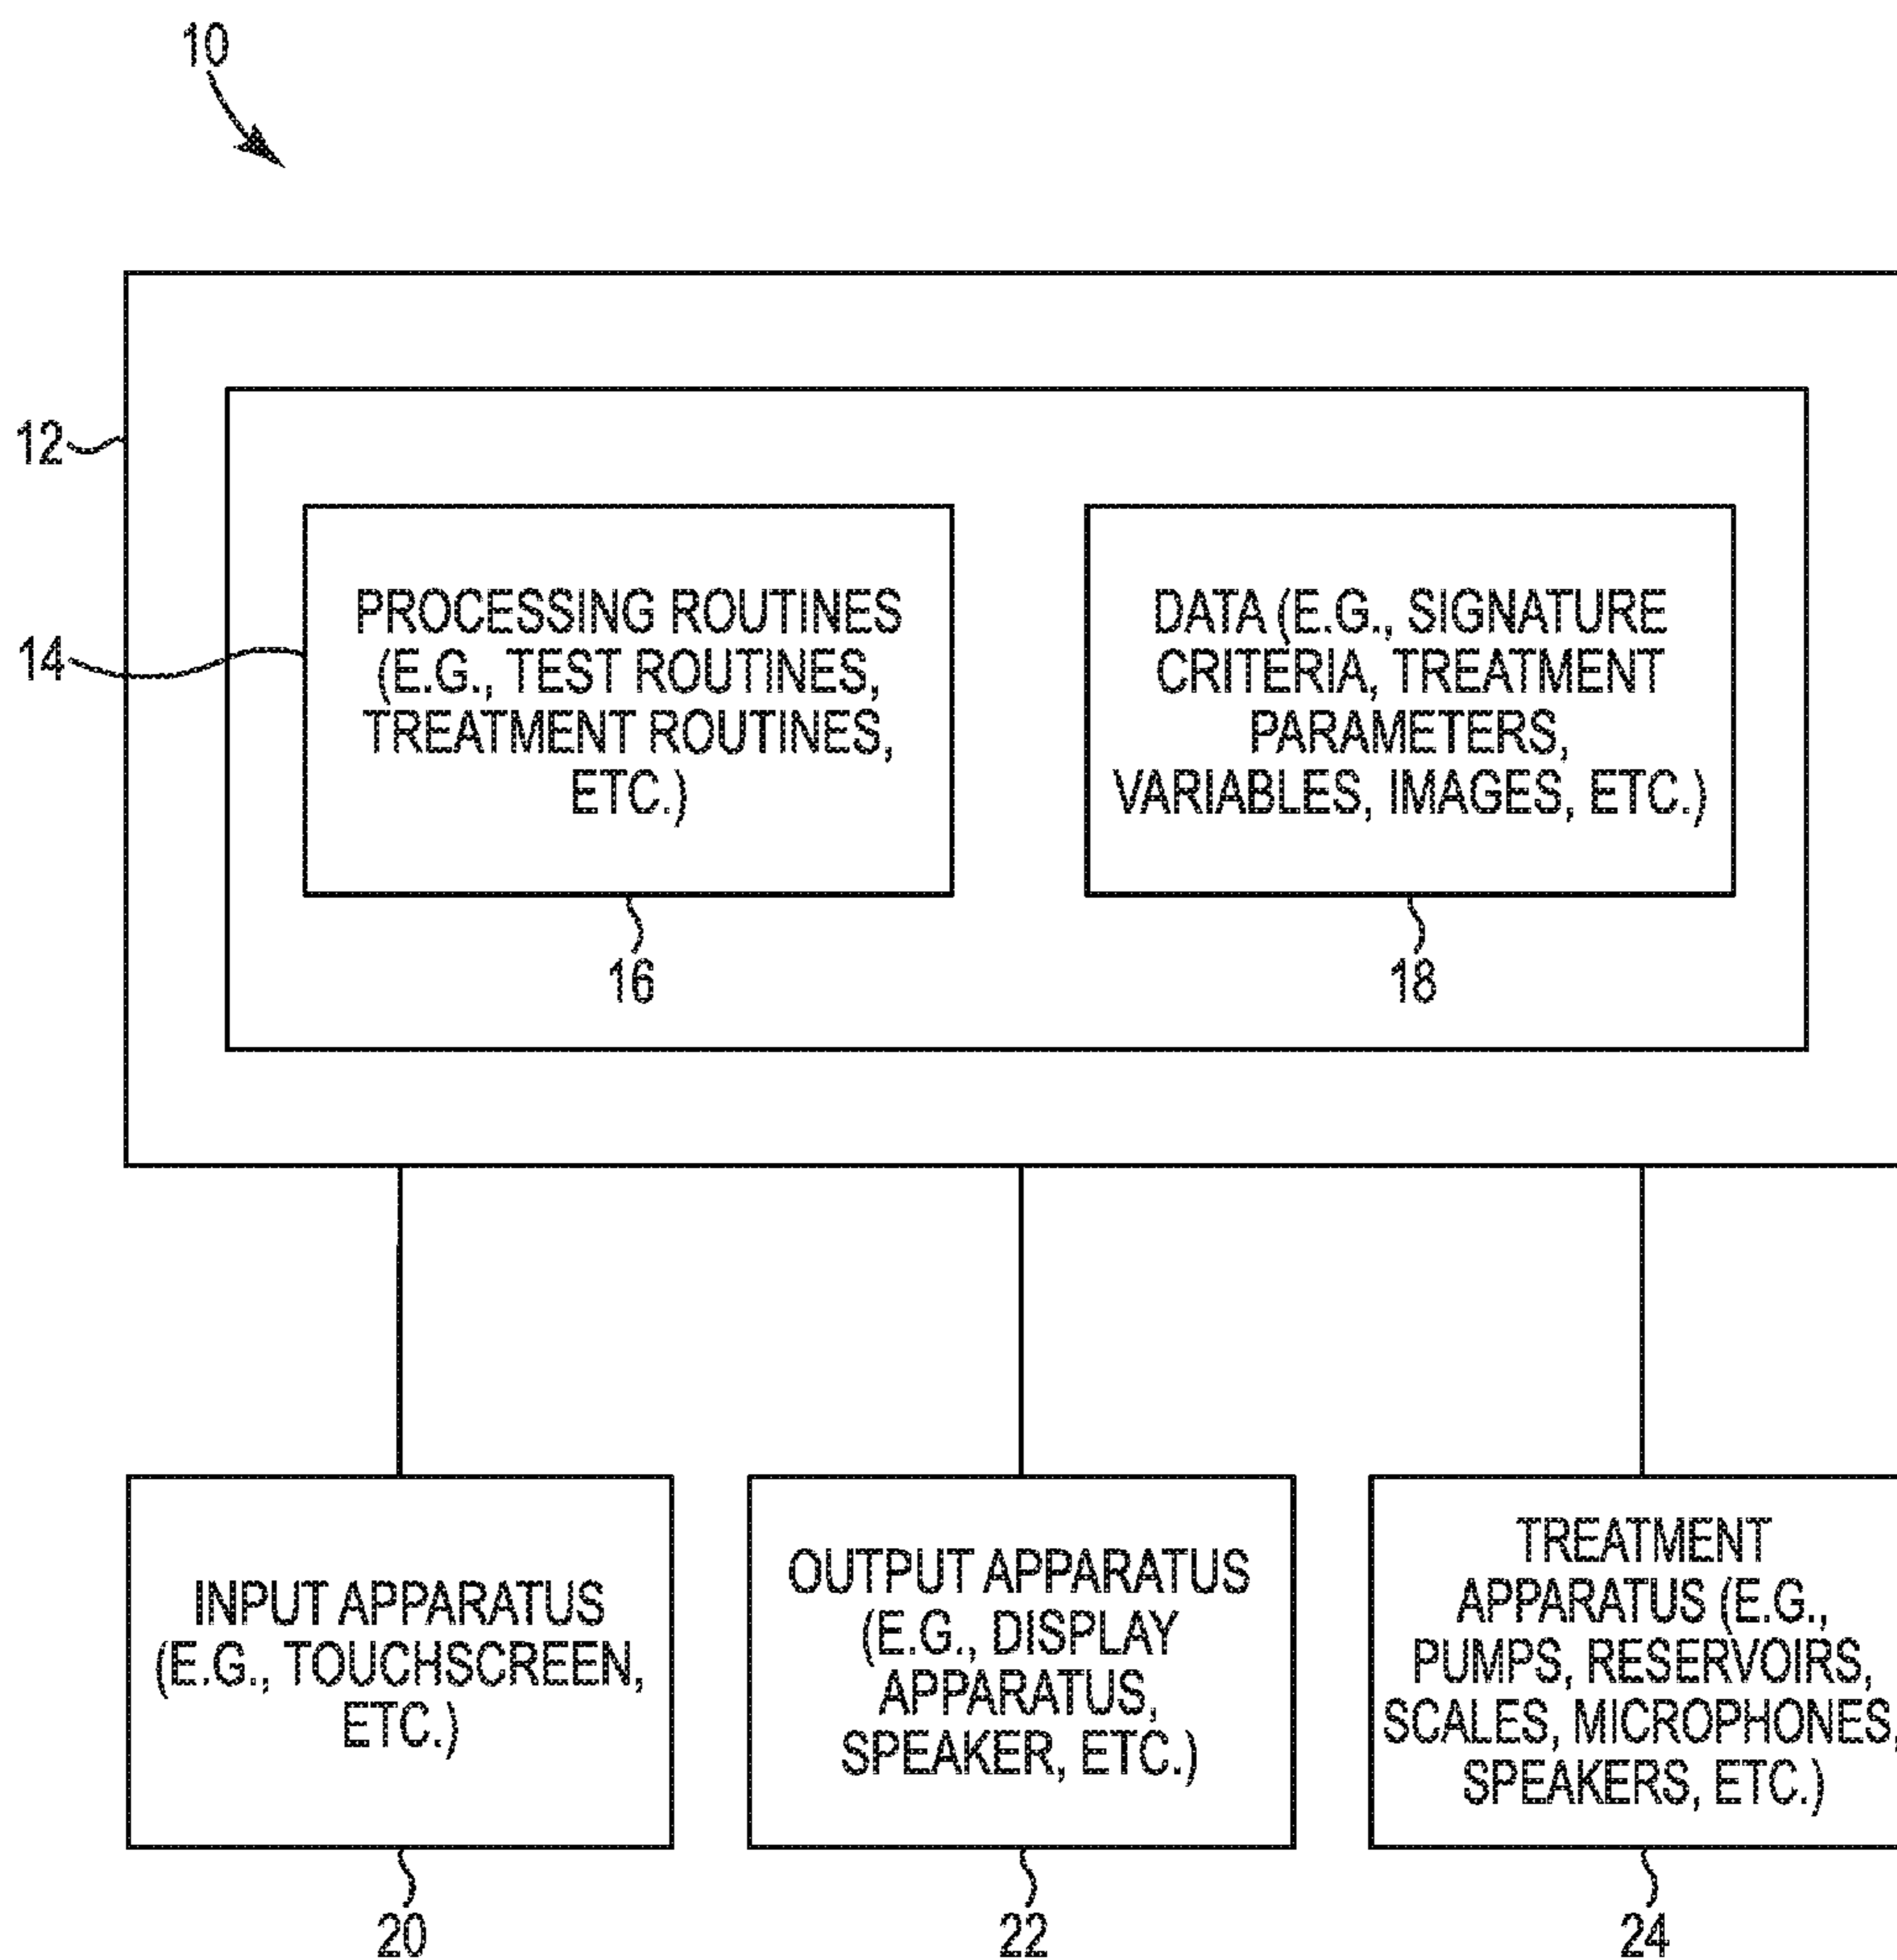 10
12
14
PROCESSING ROUTINES
(E.G., TEST ROUTINES,
TREATMENT ROUTINES,
ETC.)
16
DATA (E.G., SIGNATURE
CRITERIA, TREATMENT
PARAMETERS,
VARIABLES, IMAGES, ETC.)
18
INPUT APPARATUS
(E.G., TOUCHSCREEN,
ETC.)
20
OUTPUT APPARATUS
(E.G., DISPLAY
APPARATUS,
SPEAKER, ETC.)
22
TREATMENT
APPARATUS (E.G.,
PUMPS, RESERVOIRS,
SCALES, MICROPHONES,
SPEAKERS, ETC.)
24